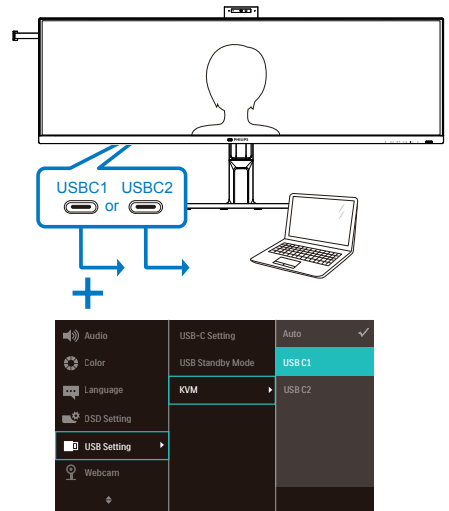 PHILIPS
USBC1 USBC2
or
Audio USB-C Setting Auto
Color USB Standby Mode USB C1
Language KVM USB C2
OSD Setting
USB Setting
Webcam